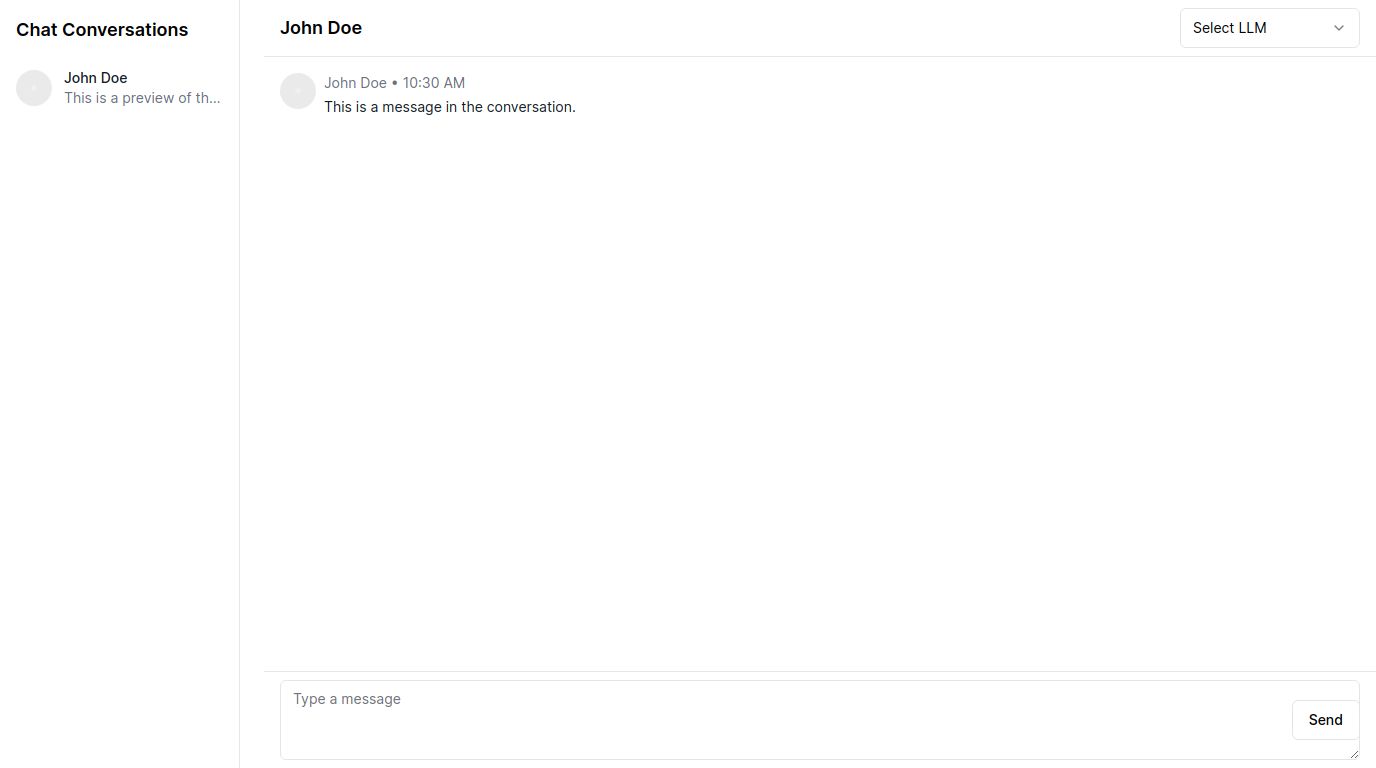 Chat Conversations
John Doe
This is a preview of th...
John Doe
Select LLM
John Doe • 10:30 AM
This is a message in the conversation.
Type a message
Send